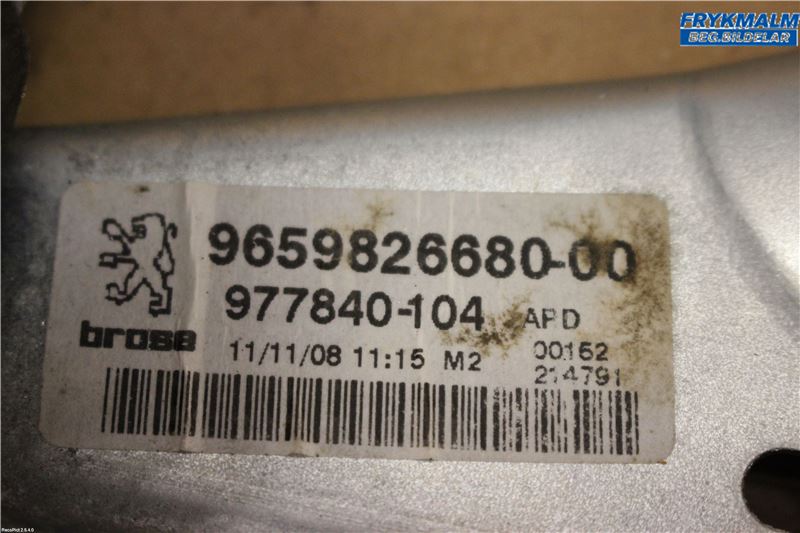 FRYKMALM
BEG.BILDELAR
9659826680-00
977840-104 APD
brose
11/11/08 11:15 M2 00152
214791